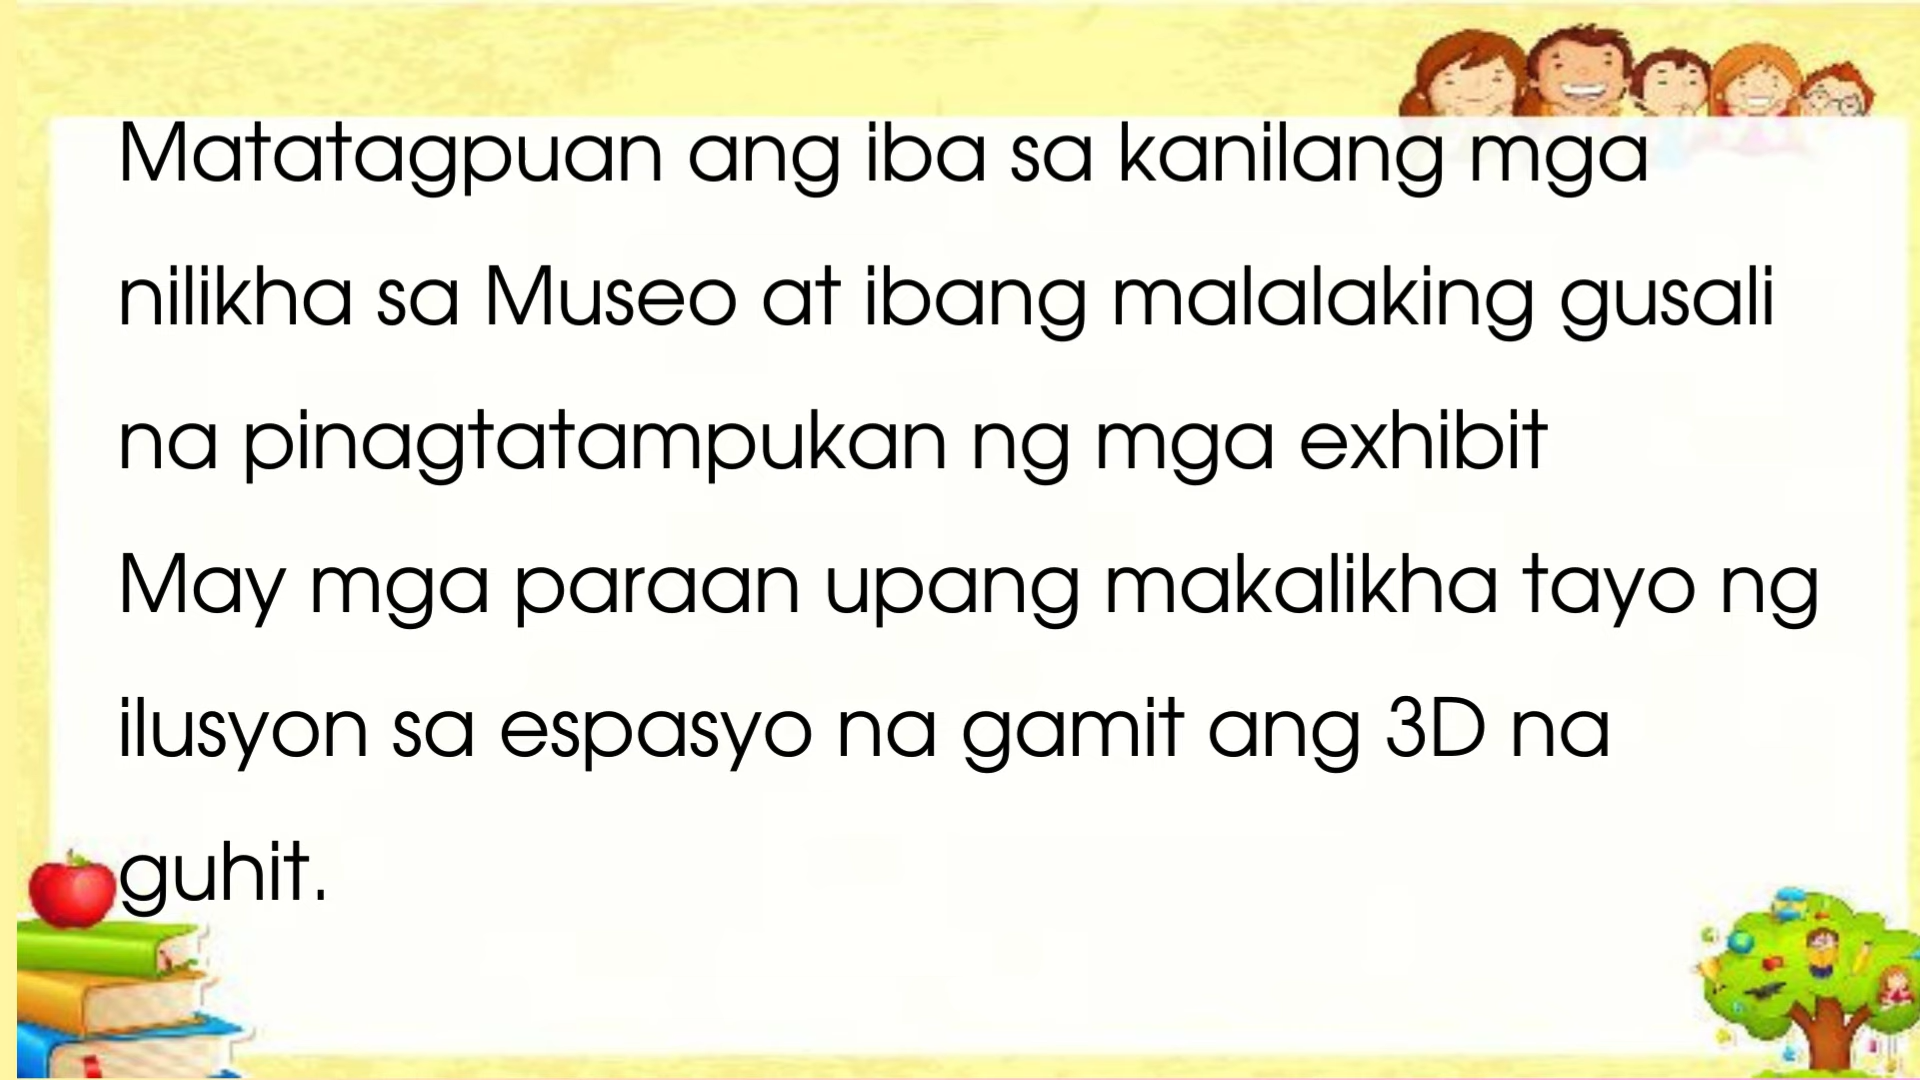 Matatagpuan ang iba sa kanilang mga
nilikha sa Museo at ibang malalaking gusali
na pinagtatampukan ng mga exhibit
May mga paraan upang makalikha tayo ng
ilusyon sa espasyo na gamit ang 3D na
guhit.